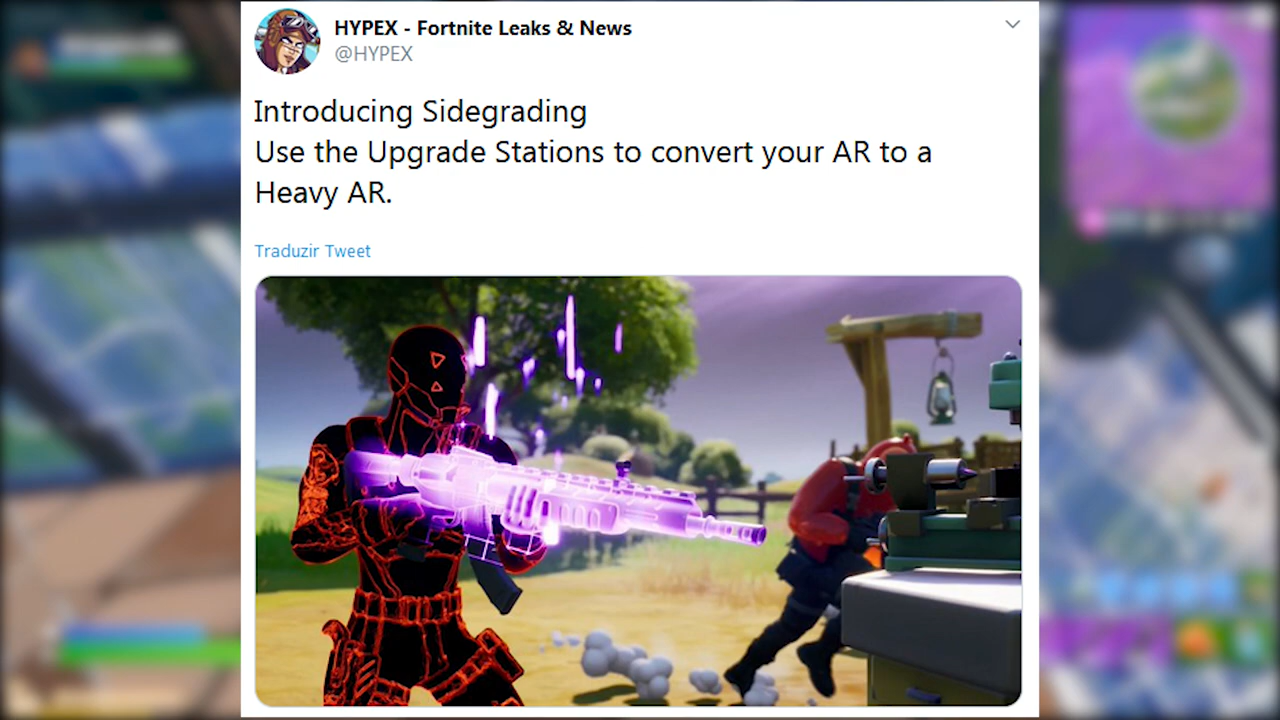 HYPEX - Fortnite Leaks & News
@HYPEX
Introducing Sidegrading
Use the Upgrade Stations to convert your AR to a
Heavy AR.
Traduzir Tweet